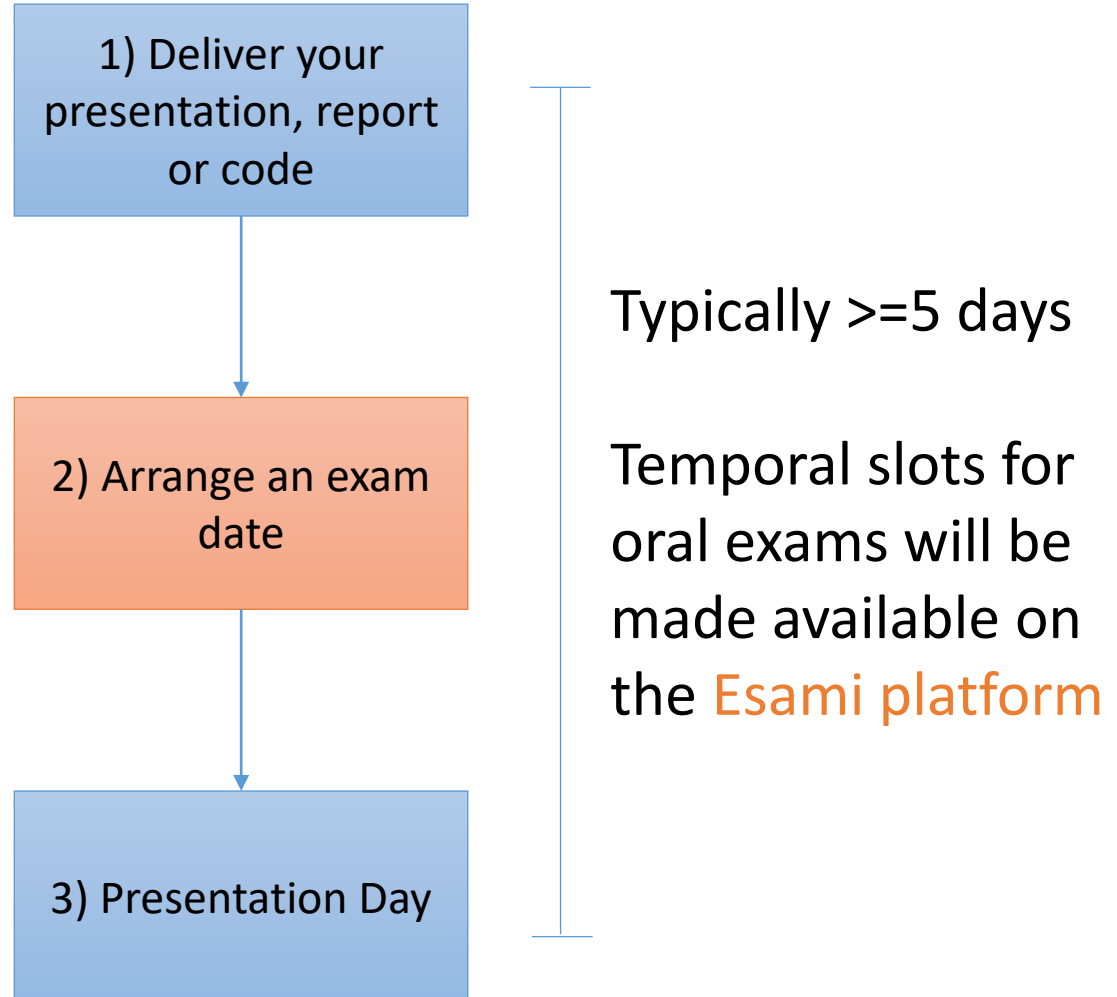 1) Deliver your
presentation, report
or code
2) Arrange an exam
date
3) Presentation Day
Typically >=5 days
Temporal slots for
oral exams will be
made available on
the Esami platform